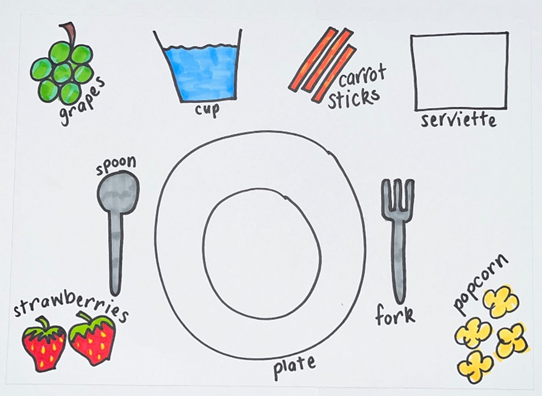 grapes
cup
carrot
sticks
serviette
spoon
strawberries
fork
popcorn
plate